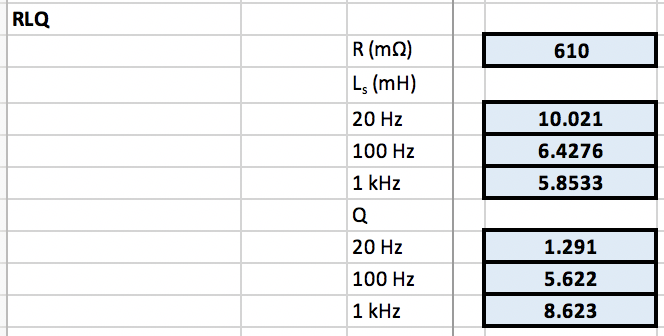 RLQ
R (mΩ) 610
Ls (mH)
20 Hz 10.021
100 Hz 6.4276
1 kHz 5.8533
Q
20 Hz 1.291
100 Hz 5.622
1 kHz 8.623